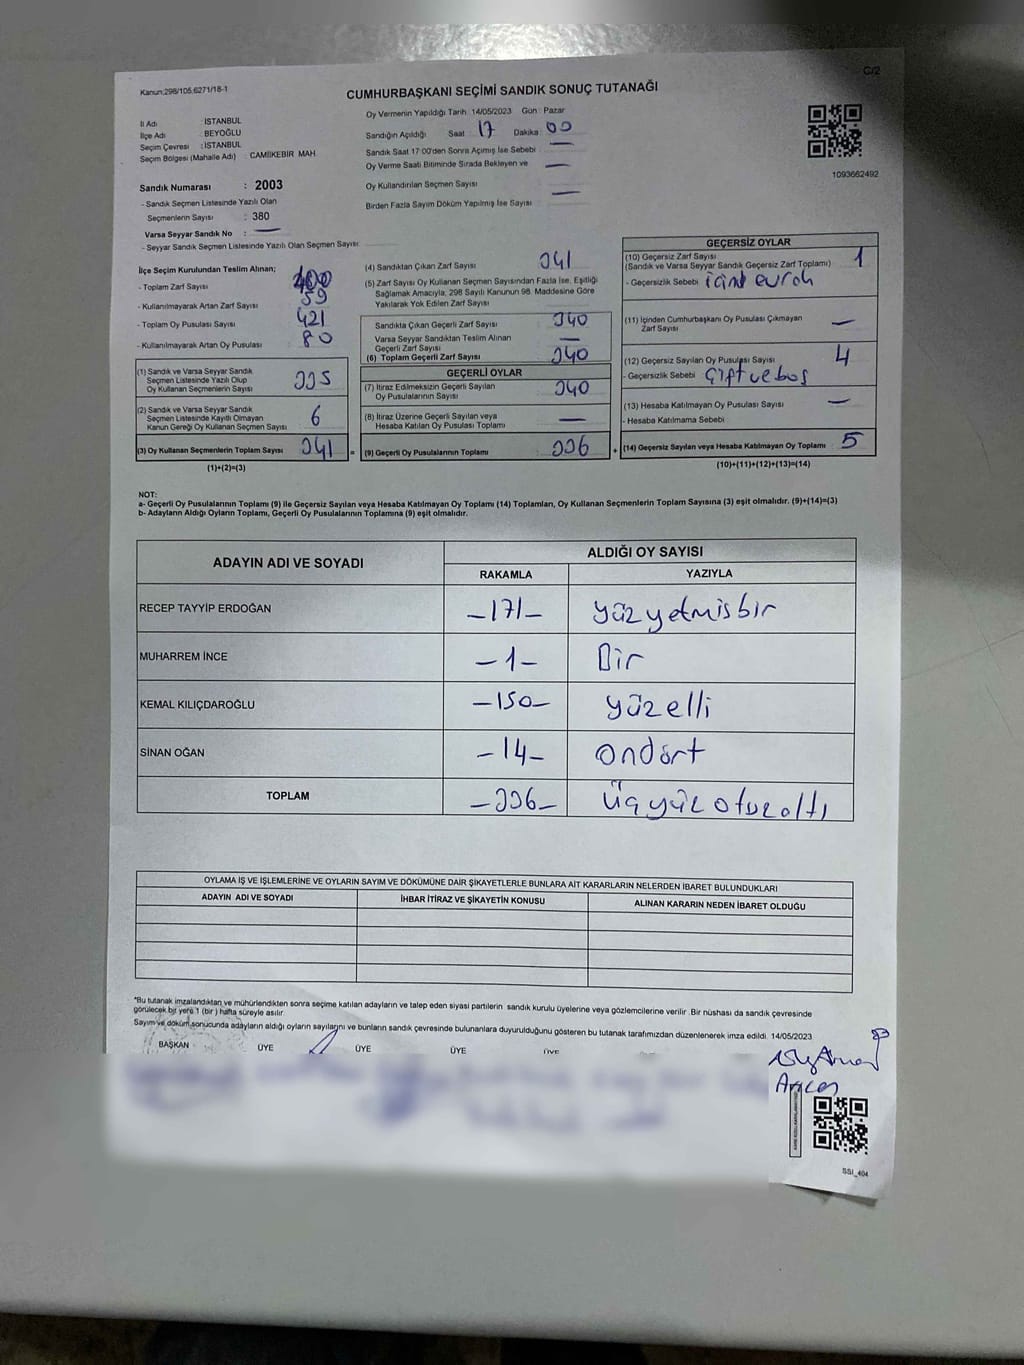 C/2
Kanun:298/105.6271/18-1
CUMHURBAŞKANI SEÇİMİ SANDIK SONUÇ TUTANAĞI
İl Adı : İSTANBUL
İlçe Adı : BEYOĞLU
Seçim Çevresi : İSTANBUL
Seçim Bölgesi (Mahalle Adı) : CAMİİKEBİR MAH.
Sandık Numarası : 2003
- Sandık Seçmen Listesinde Yazılı Olan
Seçmenlerin Sayısı : 380
Varsa Seyyar Sandık No : —
- Seyyar Sandık Seçmen Listesinde Yazılı Olan Seçmen Sayısı:
Oy Vermenin Yapıldığı Tarih : 14/05/2023 Gün : Pazar
Sandığın Açıldığı Saat : 17 Dakika : 00
Sandık Saat 17:00'den Sonra Açımış İse Sebebi : —
Oy Verme Saati Bitiminde Sırada Bekleyen ve —
Oy Kullandırılan Seçmen Sayısı
Birden Fazla Sayım Döküm Yapılmış İse Sayısı : —
1093662492
İlçe Seçim Kurulundan Teslim Alınan;
- Toplam Zarf Sayısı : 400
- Kullanılmayarak Artan Zarf Sayısı : 59
- Toplam Oy Pusulası Sayısı : 421
- Kullanılmayarak Artan Oy Pusulası : 80
(1) Sandık ve Varsa Seyyar Sandık
Seçmen Listesinde Yazılı Olup
Oy Kullanan Seçmenlerin Sayısı : 335
(2) Sandık ve Varsa Seyyar Sandık
Seçmen Listesinde Kayıtlı Olmayan
Kanun Gereği Oy Kullanan Seçmen Sayısı : 6
(3) Oy Kullanan Seçmenlerin Toplam Sayısı : 341
(1)+(2)=(3)
(4) Sandıktan Çıkan Zarf Sayısı : 341
(5) Zarf Sayısı Oy Kullanan Seçmen Sayısından Fazla İse, Eşitliği
Sağlamak Amacıyla, 298 Sayılı Kanunun 98. Maddesine Göre
Yakılarak Yok Edilen Zarf Sayısı :
Sandıkta Çıkan Geçerli Zarf Sayısı : 340
Varsa Seyyar Sandıktan Teslim Alınan
Geçerli Zarf Sayısı : —
(6) Toplam Geçerli Zarf Sayısı : 340
GEÇERLİ OYLAR
(7) İtiraz Edilmeksizin Geçerli Sayılan
Oy Pusulalarının Sayısı : 340
(8) İtiraz Üzerine Geçerli Sayılan veya
Hesaba Katılan Oy Pusulası Toplamı : —
= (9) Geçerli Oy Pusulalarının Toplamı : 336
GEÇERSİZ OYLAR
(10) Geçersiz Zarf Sayısı : 1
(Sandık ve Varsa Seyyar Sandık Geçersiz Zarf Toplamı)
- Geçersizlik Sebebi :
(11) İçinden Cumhurbaşkanı Oy Pusulası Çıkmayan
Zarf Sayısı : —
(12) Geçersiz Sayılan Oy Pusulası Sayısı : 4
- Geçersizlik Sebebi : Çift ve boş
(13) Hesaba Katılmayan Oy Pusulası Sayısı : —
- Hesaba Katılmama Sebebi :
+ (14) Geçersiz Sayılan veya Hesaba Katılmayan Oy Toplamı : 5
(10)+(11)+(12)+(13)=(14)
NOT:
a- Geçerli Oy Pusulalarının Toplamı (9) ile Geçersiz Sayılan veya Hesaba Katılmayan Oy Toplamı (14) Toplamları, Oy Kullanan Seçmenlerin Toplam Sayısına (3) eşit olmalıdır. (9)+(14)=(3)
b- Adayların Aldığı Oyların Toplamı, Geçerli Oy Pusulalarının Toplamına (9) eşit olmalıdır.
ADAYIN ADI VE SOYADI
ALDIĞI OY SAYISI
RAKAMLA YAZIYLA
RECEP TAYYİP ERDOĞAN –171– yüz yetmis bir
MUHARREM İNCE –1– Bir
KEMAL KILIÇDAROĞLU –150– yüz elli
SİNAN OĞAN –14– ondört
TOPLAM –336– Üç yüz otuz altı
OYLAMA İŞ VE İŞLEMLERİNE VE OYLARIN SAYIM VE DÖKÜMÜNE DAİR ŞİKAYETLERLE BUNLARA AİT KARARLARIN NELERDEN İBARET BULUNDUKLARI
ADAYIN ADI VE SOYADI İHBAR İTİRAZ VE ŞİKAYETİN KONUSU ALINAN KARARIN NEDEN İBARET OLDUĞU
*Bu tutanak imzalandıktan ve mühürlendikten sonra seçime katılan adayların ve talep eden siyasi partilerin sandık kurulu üyelerine veya gözlemcilerine verilir. Bir nüshası da sandık çevresinde
görülecek bir yere 1 (bir ) hafta süreyle asılır.
Sayım ve döküm sonucunda adayların aldığı oyların sayılarını ve bunların sandık çevresinde bulunanlara duyurulduğunu gösteren bu tutanak tarafımızdan düzenlenerek imza edildi. 14/05/2023
BAŞKAN ÜYE ÜYE ÜYE ÜYE
SSI_404